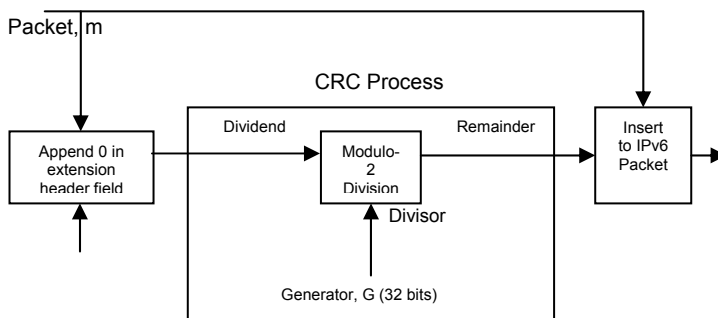 Packet, m
CRC Process
Dividend
Remainder
Append 0 in
extension
header field
Modulo-
2
Division
Insert
to IPv6
Packet
Divisor
Generator, G (32 bits)